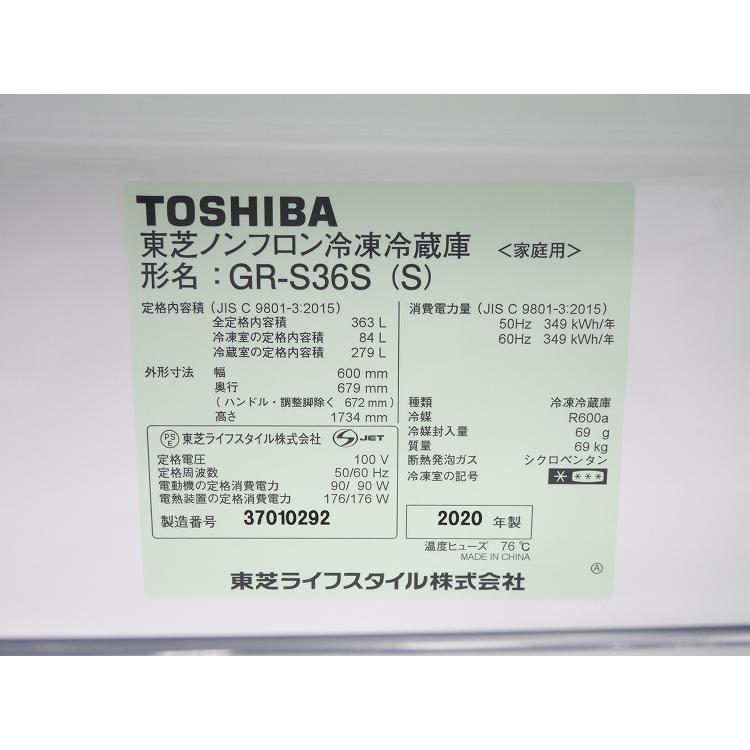 TOSHIBA
東芝ノンフロン冷凍冷蔵庫 <家庭用>
形名：GR-S36S (S)
定格内容積 (JIS C 9801-3:2015)
全定格内容積 363 L
冷凍室の定格内容積 84 L
冷蔵室の定格内容積 279 L
外形寸法 幅 600 mm
奥行 679 mm
(ハンドル・調整脚除く 672 mm)
高さ 1734 mm
消費電力量 (JIS C 9801-3:2015)
50Hz 349 kWh/年
60Hz 349 kWh/年
種類 冷凍冷蔵庫
冷媒 R600a
冷媒封入量 69 g
質量 69 kg
断熱発泡ガス シクロペンタン
冷凍室の記号 * ***
PSE 東芝ライフスタイル株式会社 JET
定格電圧 100 V
定格周波数 50/60 Hz
電動機の定格消費電力 90/ 90 W
電熱装置の定格消費電力 176/176 W
製造番号 37010292
2020 年製
温度ヒューズ 76 ℃
MADE IN CHINA
A
東芝ライフスタイル株式会社